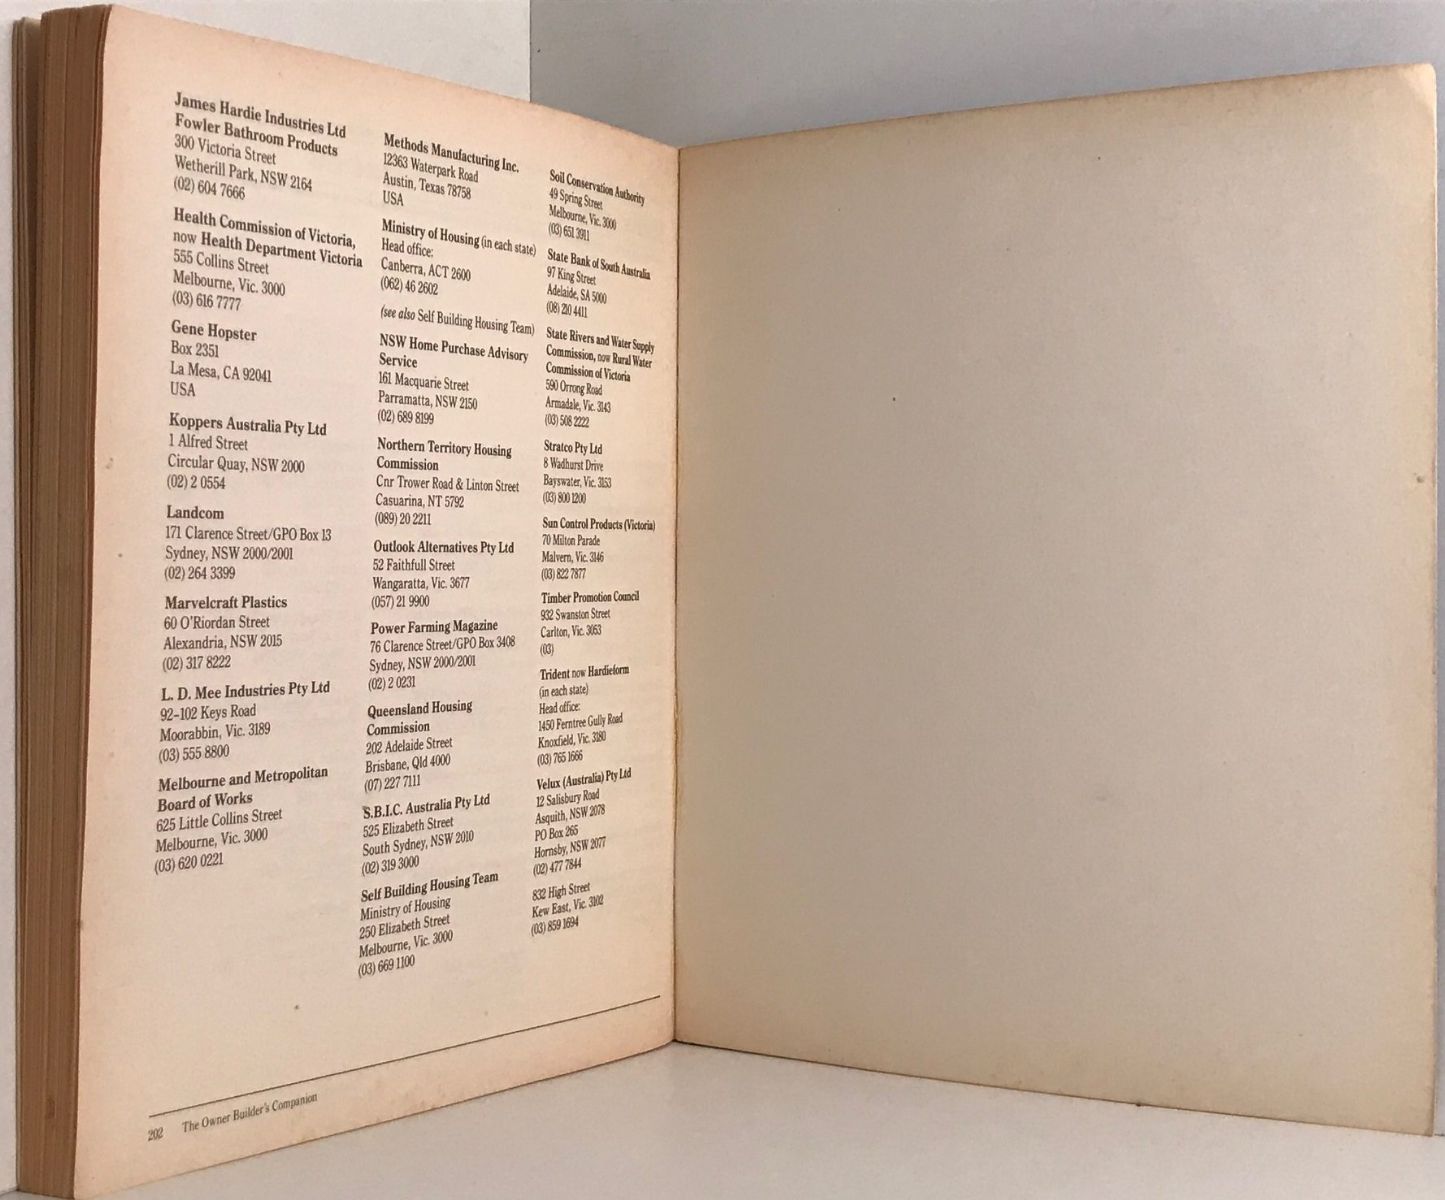 James Hardie Industries Ltd
Fowler Bathroom Products
300 Victoria Street
Wetherill Park, NSW 2164
(02) 604 7666
Health Commission of Victoria,
now Health Department Victoria
555 Collins Street
Melbourne, Vic. 3000
(03) 616 7777
Gene Hopster
Box 2351
La Mesa, CA 92041
USA
Koppers Australia Pty Ltd
1 Alfred Street
Circular Quay, NSW 2000
(02) 2 0554
Landcom
171 Clarence Street/GPO Box 13
Sydney, NSW 2000/2001
(02) 264 3399
Marvelcraft Plastics
60 O'Riordan Street
Alexandria, NSW 2015
(02) 317 8222
L. D. Mee Industries Pty Ltd
92–102 Keys Road
Moorabbin, Vic. 3189
(03) 555 8800
Melbourne and Metropolitan
Board of Works
625 Little Collins Street
Melbourne, Vic. 3000
(03) 620 0221
Methods Manufacturing Inc.
12363 Waterpark Road
Austin, Texas 78758
USA
Ministry of Housing (in each state)
Head office:
Canberra, ACT 2600
(062) 46 2602
(see also Self Building Housing Team)
NSW Home Purchase Advisory
Service
161 Macquarie Street
Parramatta, NSW 2150
(02) 689 8199
Northern Territory Housing
Commission
Cnr Trower Road & Linton Street
Casuarina, NT 5792
(089) 20 2211
Outlook Alternatives Pty Ltd
52 Faithfull Street
Wangaratta, Vic. 3677
(057) 21 9900
Power Farming Magazine
76 Clarence Street/GPO Box 3408
Sydney, NSW 2000/2001
(02) 2 0231
Queensland Housing
Commission
202 Adelaide Street
Brisbane, Qld 4000
(07) 227 7111
S.B.I.C. Australia Pty Ltd
525 Elizabeth Street
South Sydney, NSW 2010
(02) 319 3000
Self Building Housing Team
Ministry of Housing
250 Elizabeth Street
Melbourne, Vic. 3000
(03) 669 1100
Soil Conservation Authority
49 Spring Street
Melbourne, Vic. 3000
(03) 651 3911
State Bank of South Australia
97 King Street
Adelaide, SA 5000
(08) 210 4411
State Rivers and Water Supply
Commission, now Rural Water
Commission of Victoria
590 Orrong Road
Armadale, Vic. 3143
(03) 508 2222
Stratco Pty Ltd
8 Wadhurst Drive
Bayswater, Vic. 3153
(03) 800 1200
Sun Control Products (Victoria)
70 Milton Parade
Malvern, Vic. 3146
(03) 822 7877
Timber Promotion Council
932 Swanston Street
Carlton, Vic. 3053
(03)
Trident now Hardieform
(in each state)
Head office:
1450 Ferntree Gully Road
Knoxfield, Vic. 3180
(03) 765 1666
Velux (Australia) Pty Ltd
12 Salisbury Road
Asquith, NSW 2078
PO Box 265
Hornsby, NSW 2077
(02) 477 7844
832 High Street
Kew East, Vic. 3102
(03) 859 1694
202 The Owner Builder's Companion